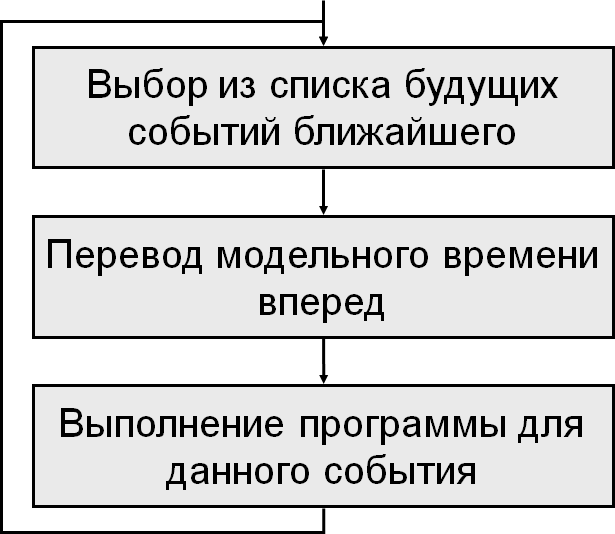 Выбор из списка будущих
событий ближайшего
Перевод модельного времени
вперед
Выполнение программы для
данного события